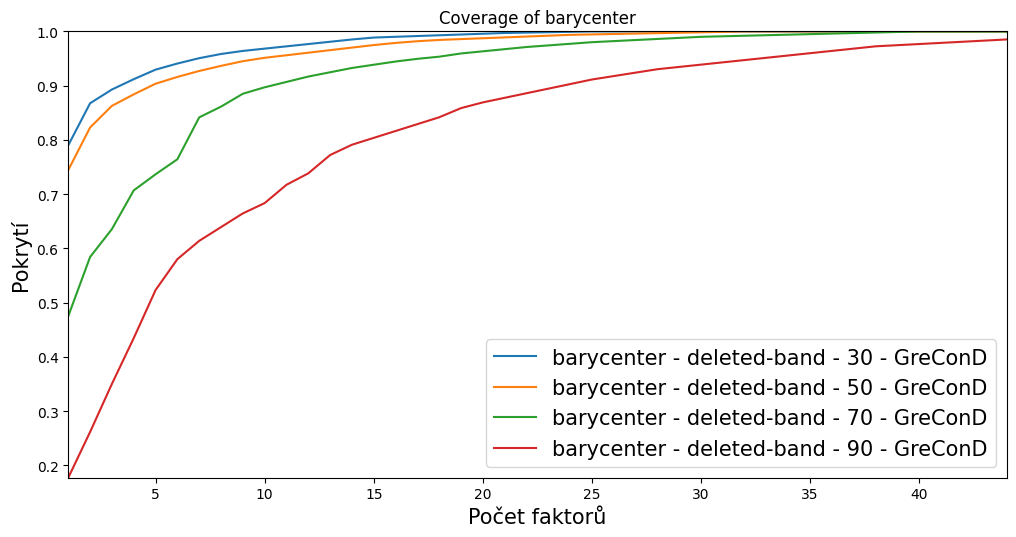 Coverage of barycenter
1.0
0.9
0.8
0.7
0.6
0.5
0.4
0.3
0.2
Pokrytí
barycenter - deleted-band - 30 - GreConD
barycenter - deleted-band - 50 - GreConD
barycenter - deleted-band - 70 - GreConD
barycenter - deleted-band - 90 - GreConD
5 10 15 20 25 30 35 40
Počet faktorů